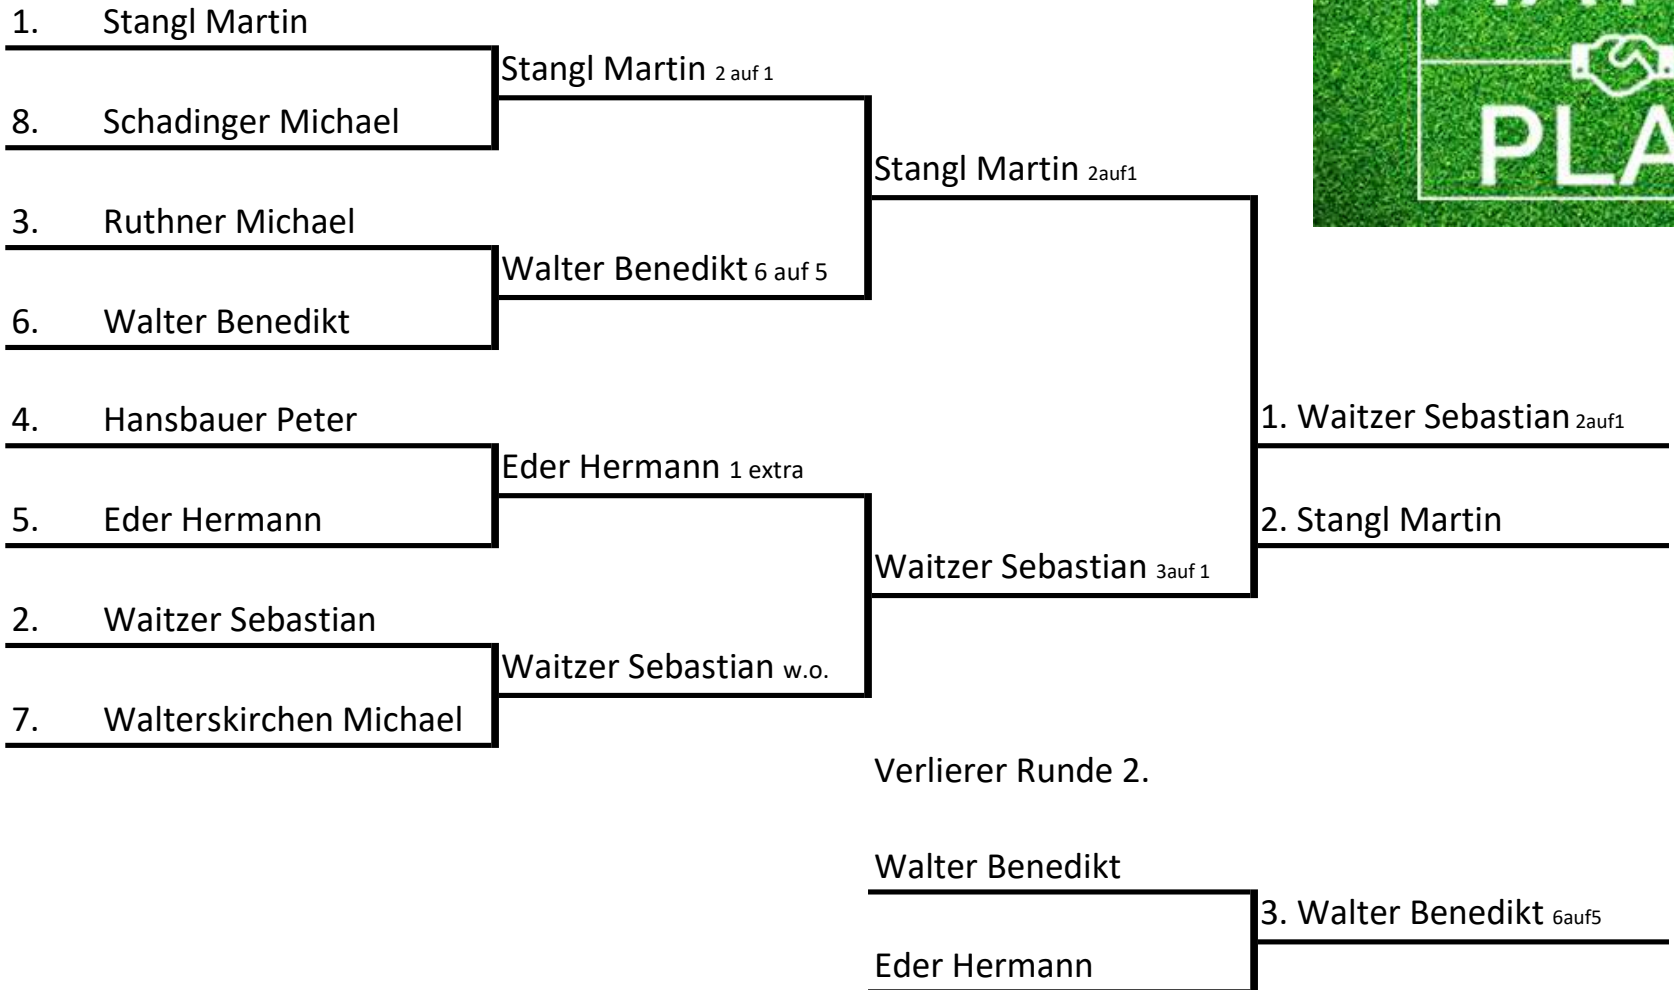 1. Stangl Martin
Stangl Martin 2 auf 1
8. Schadinger Michael
PLA
Stangl Martin 2auf1
3. Ruthner Michael
Walter Benedikt 6 auf 5
6. Walter Benedikt
4. Hansbauer Peter
1. Waitzer Sebastian 2auf1
Eder Hermann 1 extra
5. Eder Hermann
2. Stangl Martin
Waitzer Sebastian 3auf 1
2. Waitzer Sebastian
Waitzer Sebastian w.o.
7. Walterskirchen Michael
Verlierer Runde 2.
Walter Benedikt
3. Walter Benedikt 6auf5
Eder Hermann